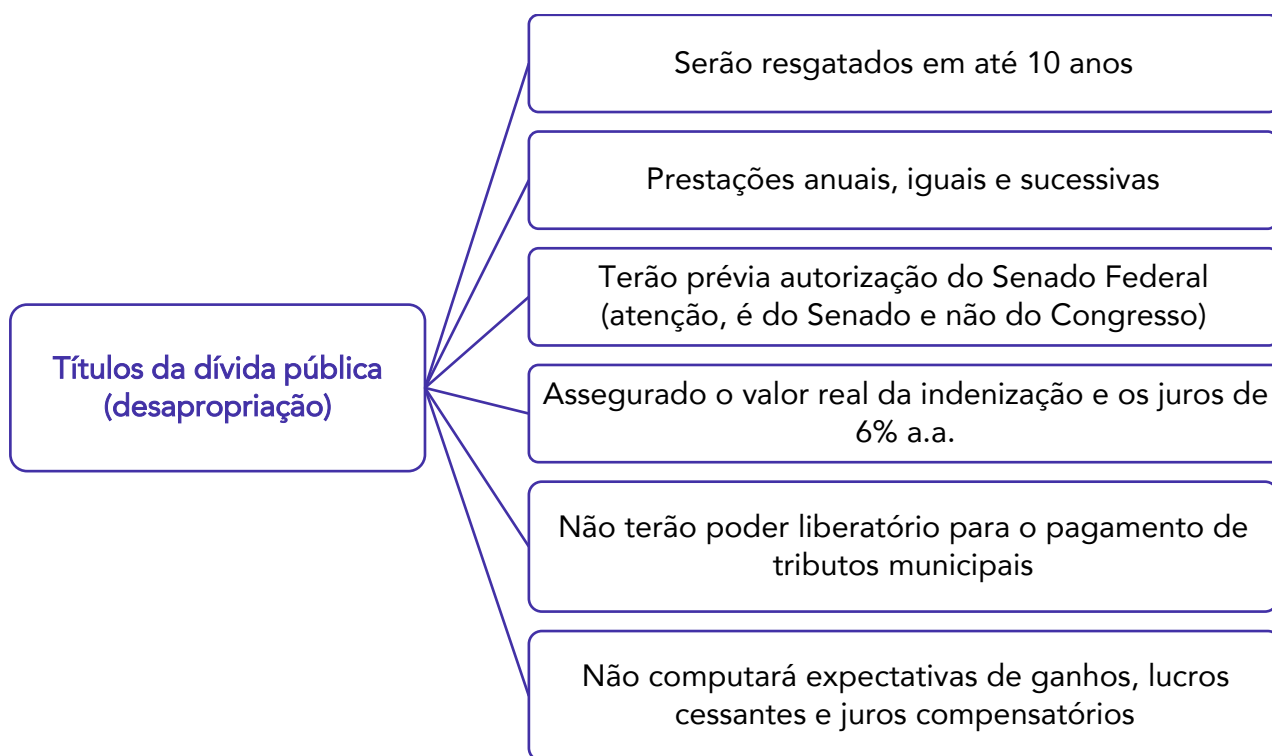 Serão resgatados em até 10 anos
Prestações anuais, iguais e sucessivas
Terão prévia autorização do Senado Federal
(atenção, é do Senado e não do Congresso)
Títulos da dívida pública
(desapropriação)
Assegurado o valor real da indenização e os juros de
6% a.a.
Não terão poder liberatório para o pagamento de
tributos municipais
Não computará expectativas de ganhos, lucros
cessantes e juros compensatórios